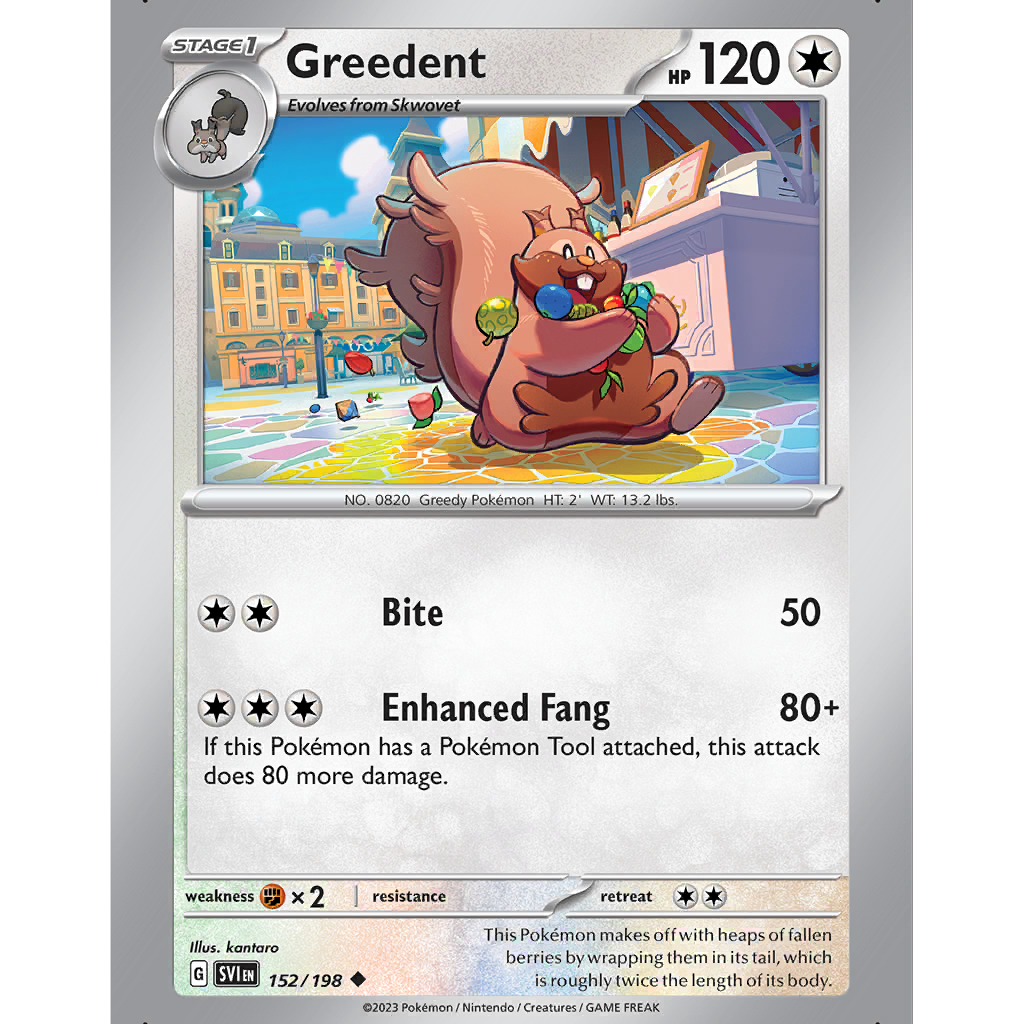 STAGE 1
Greedent
HP 120
Evolves from Skwovet
NO. 0820 Greedy Pokémon HT: 2' WT: 13.2 lbs.
Bite 50
Enhanced Fang 80+
If this Pokémon has a Pokémon Tool attached, this attack
does 80 more damage.
weakness ×2 resistance retreat
Illus. kantaro
This Pokémon makes off with heaps of fallen
berries by wrapping them in its tail, which
is roughly twice the length of its body.
G SVI EN 152/198
©2023 Pokémon / Nintendo / Creatures / GAME FREAK